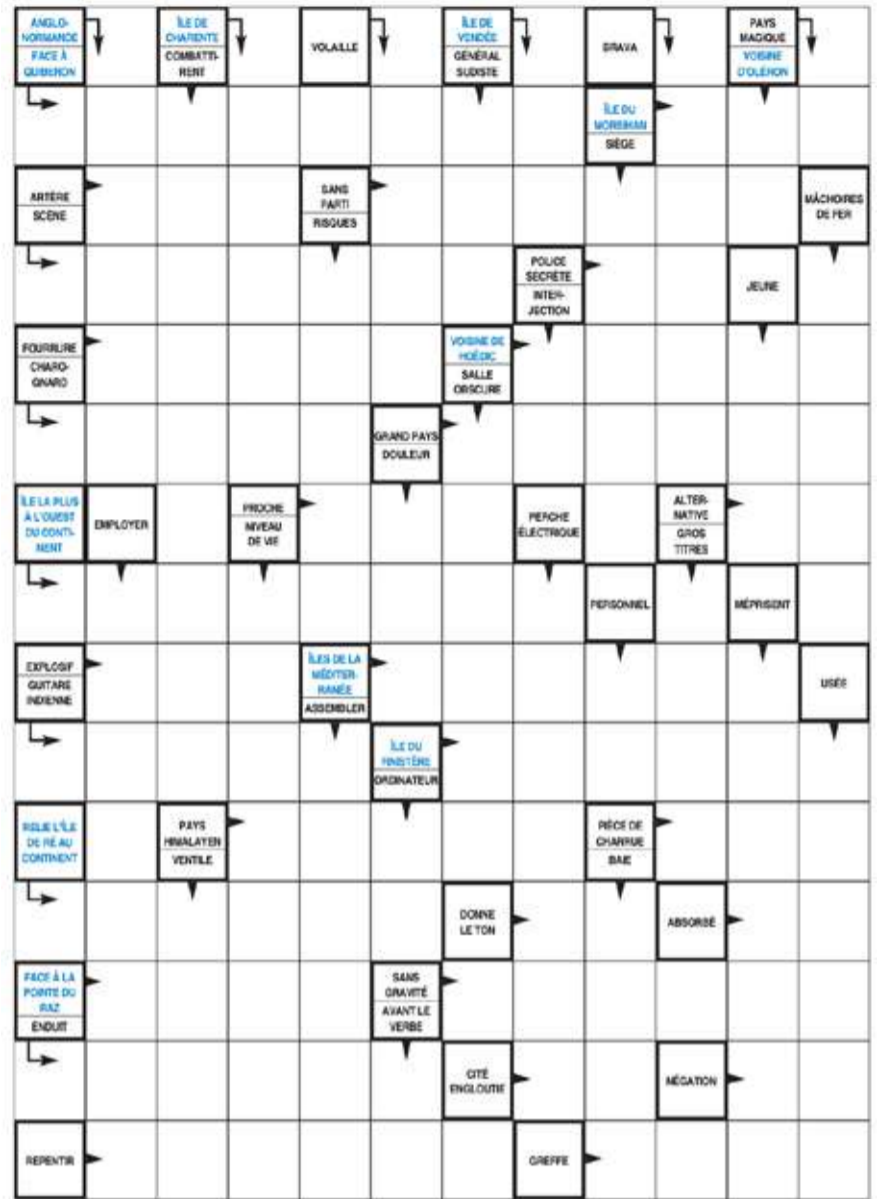 ANGLO-
NORMANDE
FACE À
QUIBERON
ÎLE DE
CHARENTE
COMBATTI-
RENT
VOLAILLE
ÎLE DE
VENDÉE
GÉNÉRAL
SUDISTE
BRAVA
PAYS
MAGIQUE
VOISINE
D'OLÉRON
ÎLE DU
MORBIHAN
SIÈGE
ARTÈRE
SCÈNE
SANS
PARTI
RISQUES
MÂCHOIRES
DE FER
POLICE
SECRÈTE
INTER-
JECTION
JEUNE
FOURRURE
CHARO-
GNARD
VOISINE DE
HOËDIC
SALLE
OBSCURE
GRAND PAYS
DOULEUR
ÎLE LA PLUS
À L'OUEST
DU CONTI-
NENT
EMPLOYER
PROCHE
NIVEAU
DE VIE
PERCHE
ÉLECTRIQUE
ALTER-
NATIVE
GROS
TITRES
PERSONNEL
MÉPRISENT
EXPLOSIF
GUITARE
INDIENNE
ÎLES DE LA
MÉDITER-
RANÉE
ASSEMBLER
USÉE
ÎLE DU
FINISTÈRE
ORDINATEUR
RELIE L'ÎLE
DE RÉ AU
CONTINENT
PAYS
HIMALAYEN
VENTILE
PIÈCE DE
CHARRUE
BAIE
DONNE
LE TON
ABSORBÉ
FACE À LA
POINTE DU
RAZ
ENDUIT
SANS
GRAVITÉ
AVANT LE
VERBE
CITÉ
ENGLOUTIE
NÉGATION
REPENTIR
GREFFE